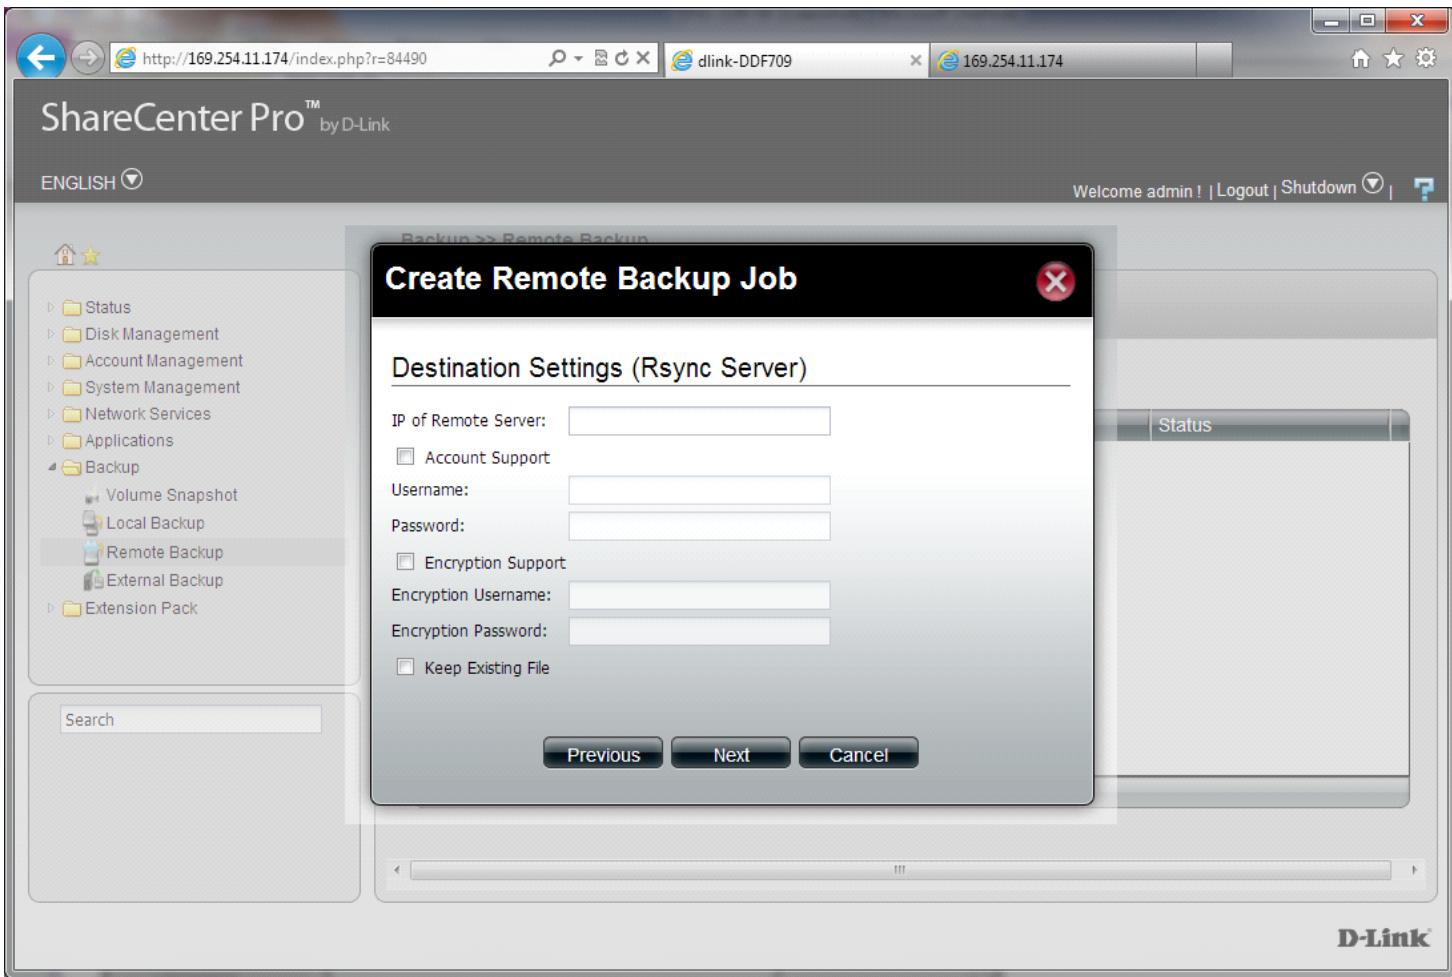 http://169.254.11.174/index.php?r=84490
dlink-DDF709
169.254.11.174
ShareCenter Pro™ by D-Link
ENGLISH
Welcome admin ! | Logout | Shutdown |
Backup >> Remote Backup
Create Remote Backup Job
Status
Disk Management
Account Management
System Management
Network Services
Applications
Backup
Volume Snapshot
Local Backup
Remote Backup
External Backup
Extension Pack
Search
Destination Settings (Rsync Server)
IP of Remote Server:
Account Support
Username:
Password:
Encryption Support
Encryption Username:
Encryption Password:
Keep Existing File
Previous Next Cancel
Status
D-Link